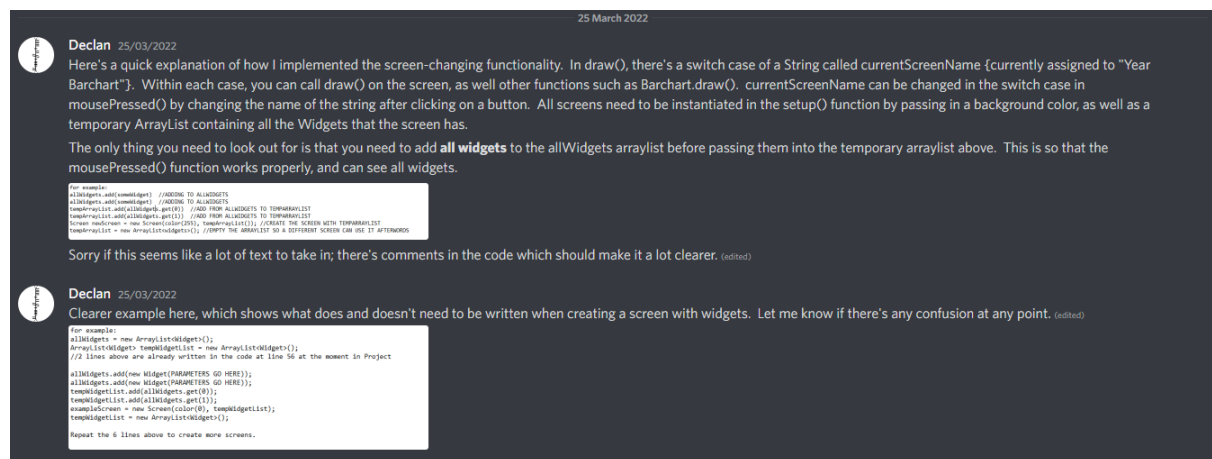 25 March 2022
Declan 25/03/2022
Here's a quick explanation of how I implemented the screen-changing functionality. In draw(), there's a switch case of a String called currentScreenName {currently assigned to "Year
Barchart"}. Within each case, you can call draw() on the screen, as well other functions such as Barchart.draw(). currentScreenName can be changed in the switch case in
mousePressed() by changing the name of the string after clicking on a button. All screens need to be instantiated in the setup() function by passing in a background color, as well as a
temporary ArrayList containing all the Widgets that the screen has.
The only thing you need to look out for is that you need to add all widgets to the allWidgets arraylist before passing them into the temporary arraylist above. This is so that the
mousePressed() function works properly, and can see all widgets.
for example:
allWidgets.add(someWidget) //ADDING TO ALLWIDGETS
allWidgets.add(someWidget) //ADDING TO ALLWIDGETS
tempArrayList.add(allWidgets.get(0)) //ADD FROM ALLWIDGETS TO TEMPARRAYLIST
tempArrayList.add(allWidgets.get(1)) //ADD FROM ALLWIDGETS TO TEMPARRAYLIST
Screen newScreen = new Screen(color(255), tempArrayList()); //CREATE THE SCREEN WITH TEMPARRAYLIST
tempArrayList = new ArrayList<widgets>(); //EMPTY THE ARRAYLIST SO A DIFFERENT SCREEN CAN USE IT AFTERWORDS
Sorry if this seems like a lot of text to take in; there's comments in the code which should make it a lot clearer. (edited)
Declan 25/03/2022
Clearer example here, which shows what does and doesn't need to be written when creating a screen with widgets. Let me know if there's any confusion at any point. (edited)
for example:
allWidgets = new ArrayList<Widget>();
ArrayList<Widget> tempWidgetList = new ArrayList<Widget>();
//2 lines above are already written in the code at line 56 at the moment in Project
allWidgets.add(new Widget(PARAMETERS GO HERE));
allWidgets.add(new Widget(PARAMETERS GO HERE));
tempWidgetList.add(allWidgets.get(0));
tempWidgetList.add(allWidgets.get(1));
exampleScreen = new Screen(color(0), tempWidgetList);
tempWidgetList = new ArrayList<Widget>();
Repeat the 6 lines above to create more screens.